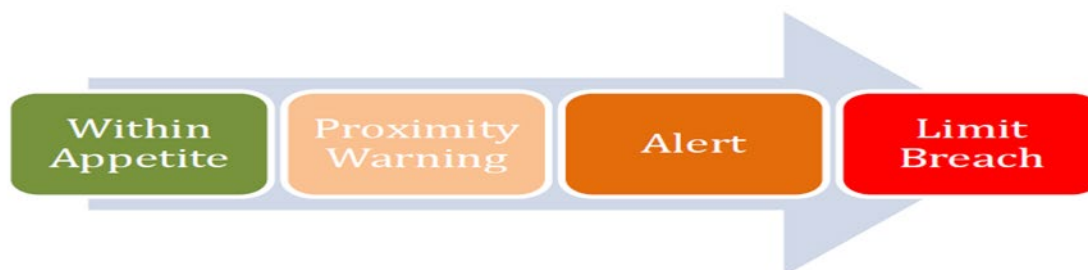 Within
Appetite
Proximity
Warning
Alert
Limit
Breach